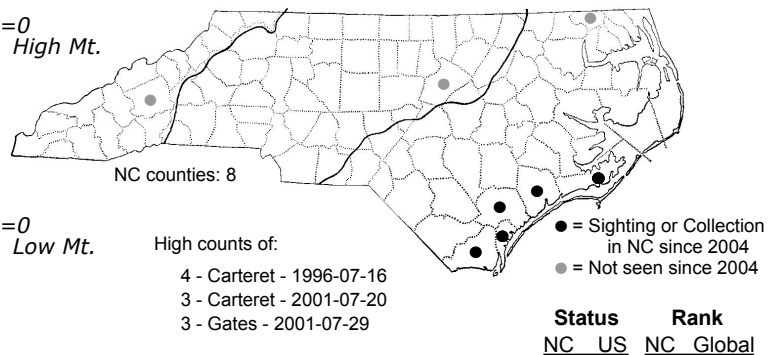 =0
High Mt.
NC counties: 8
=0
Low Mt.
High counts of:
4 - Carteret - 1996-07-16
3 - Carteret - 2001-07-20
3 - Gates - 2001-07-29
= Sighting or Collection
in NC since 2004
= Not seen since 2004
Status Rank
NC US NC Global